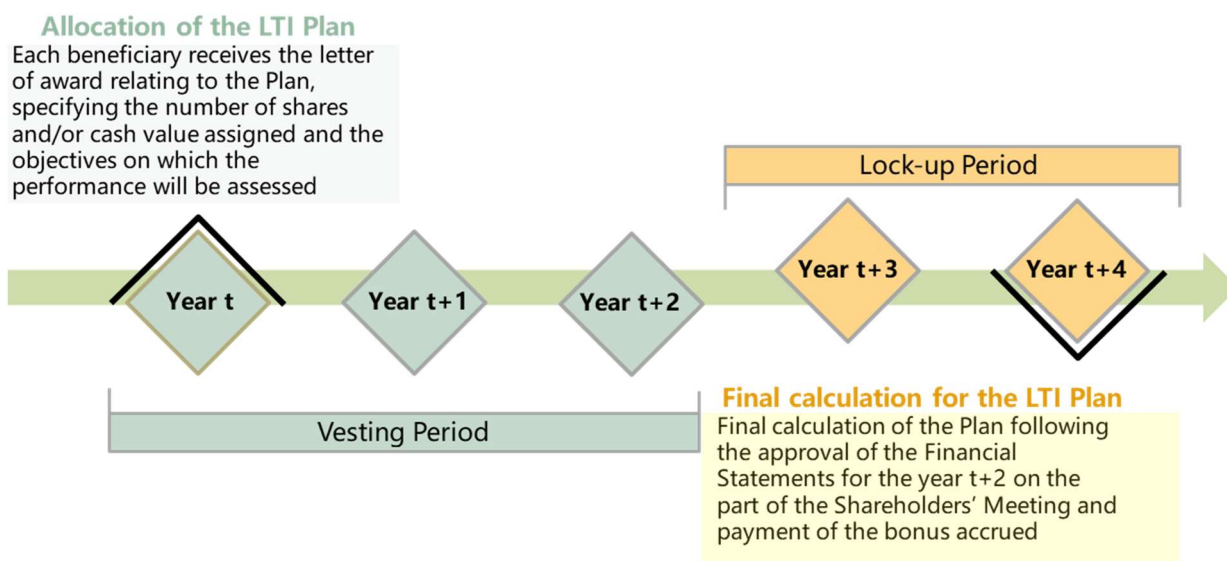 Allocation of the LTI Plan
Each beneficiary receives the letter
of award relating to the Plan,
specifying the number of shares
and/or cash value assigned and the
objectives on which the
performance will be assessed
Lock-up Period
Year t
Year t+1
Year t+2
Year t+3
Year t+4
Vesting Period
Final calculation for the LTI Plan
Final calculation of the Plan following
the approval of the Financial
Statements for the year t+2 on the
part of the Shareholders’ Meeting and
payment of the bonus accrued